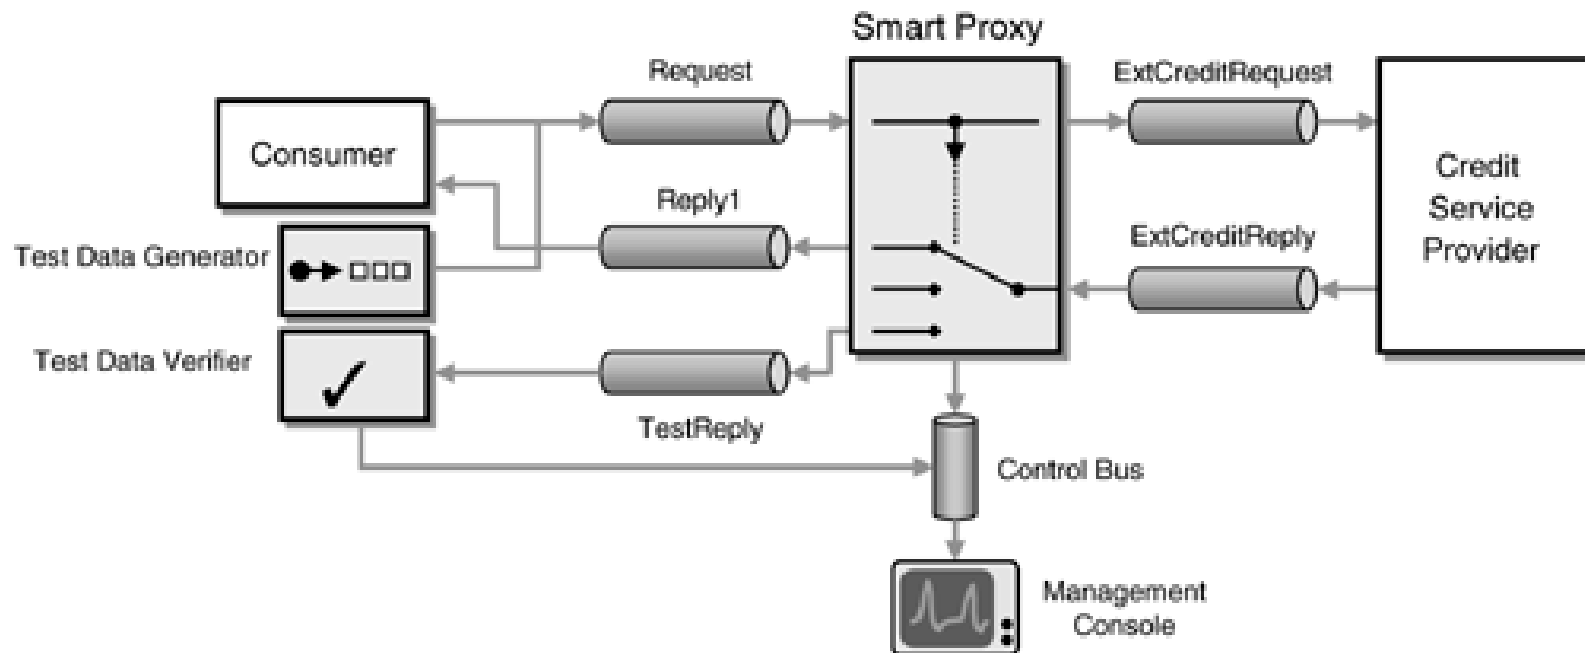 Smart Proxy
Request
ExtCreditRequest
Consumer
Credit
Service
Provider
Reply1
ExtCreditReply
Test Data Generator
Test Data Verifier
TestReply
Control Bus
Management
Console